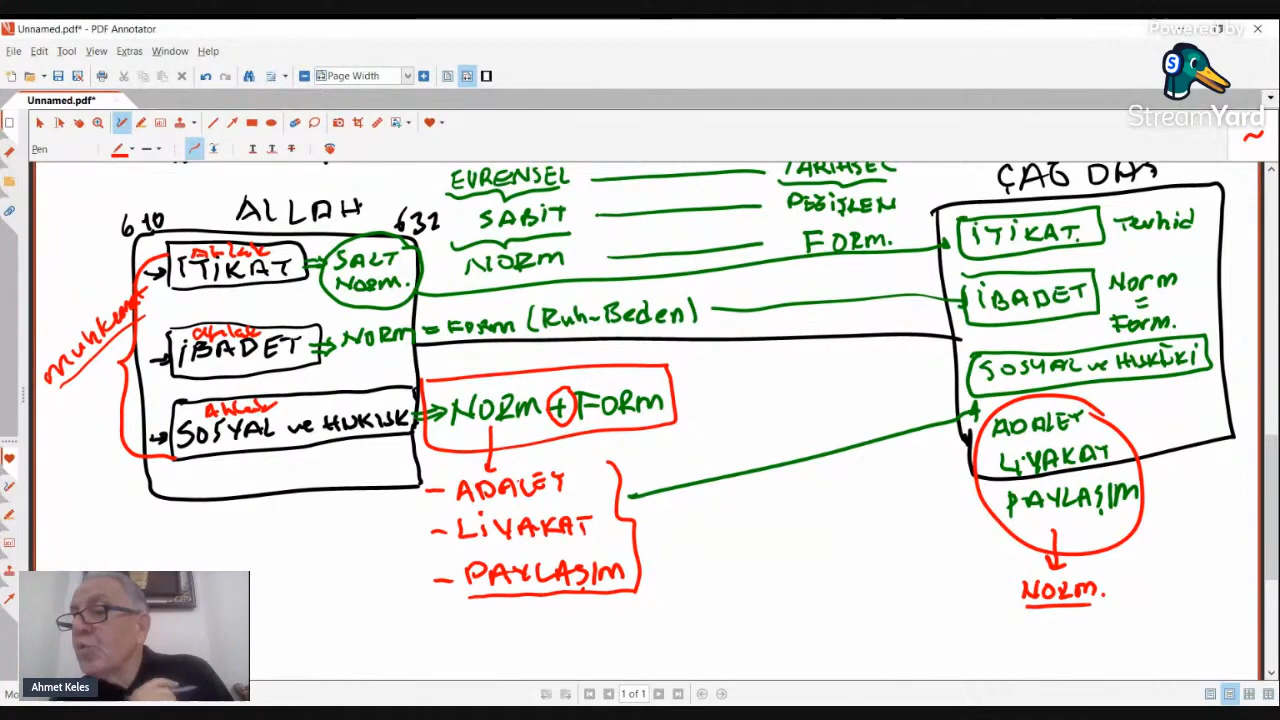 Unnamed.pdf* - PDF Annotator
Powered by
File Edit Tool View Extras Window Help
Page Width
StreamYard
Unnamed.pdf*
Pen
EVRENSEL
TARİHSEL
ÇAĞDAŞ
610
ALLAH
632
SABİT
DEĞİŞKEN
NORM
FORM.
Ahlak
İTİKAT
SALT
NORM.
İTİKAT.
Tevhid
Muhkemat
Ahlak
İBADET
NORM = FORM (Ruh-Beden)
İBADET
Norm
=
Form.
Ahlak
SOSYAL ve HUKUK
NORM + FORM
SOSYAL ve HUKUKİ
- ADALET
- LİYAKAT
- PAYLAŞIM
ADALET
LİYAKAT
PAYLAŞIM
NORM.
Ahmet Keles
1 of 1